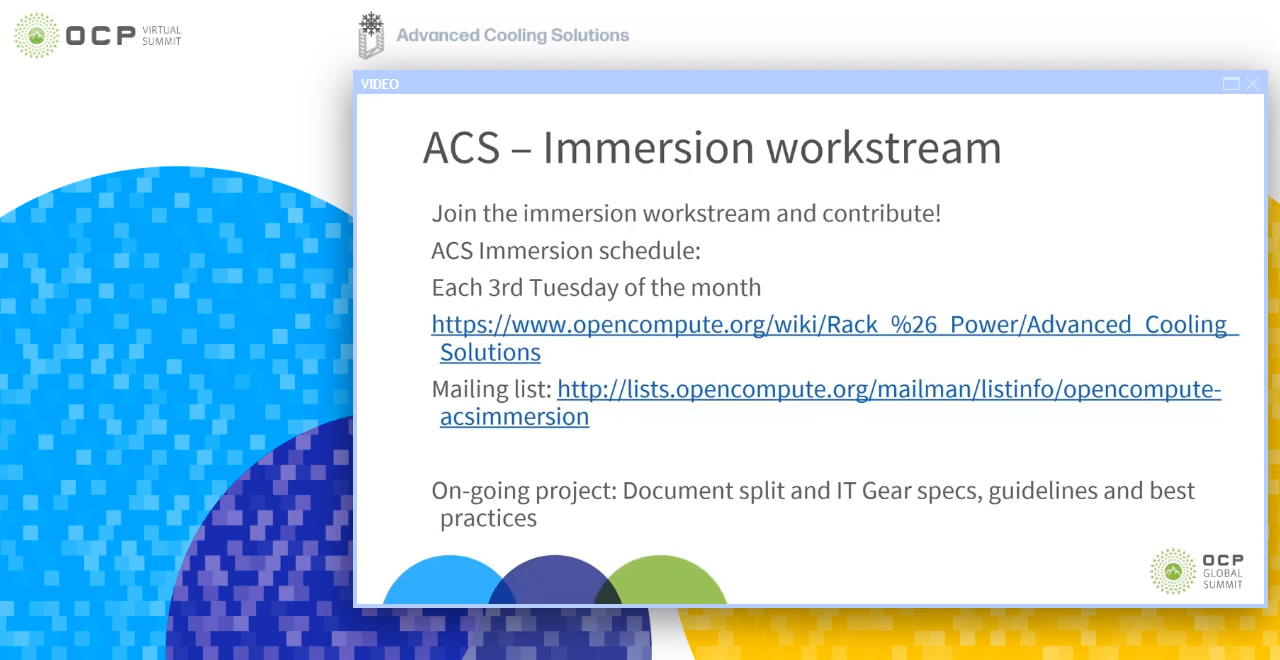 OCP VIRTUAL
SUMMIT
Advanced Cooling Solutions
VIDEO
ACS – Immersion workstream
Join the immersion workstream and contribute!
ACS Immersion schedule:
Each 3rd Tuesday of the month
https://www.opencompute.org/wiki/Rack_%26_Power/Advanced_Cooling_
Solutions
Mailing list: http://lists.opencompute.org/mailman/listinfo/opencompute-
acsimmersion
On-going project: Document split and IT Gear specs, guidelines and best
practices
OCP
GLOBAL
SUMMIT